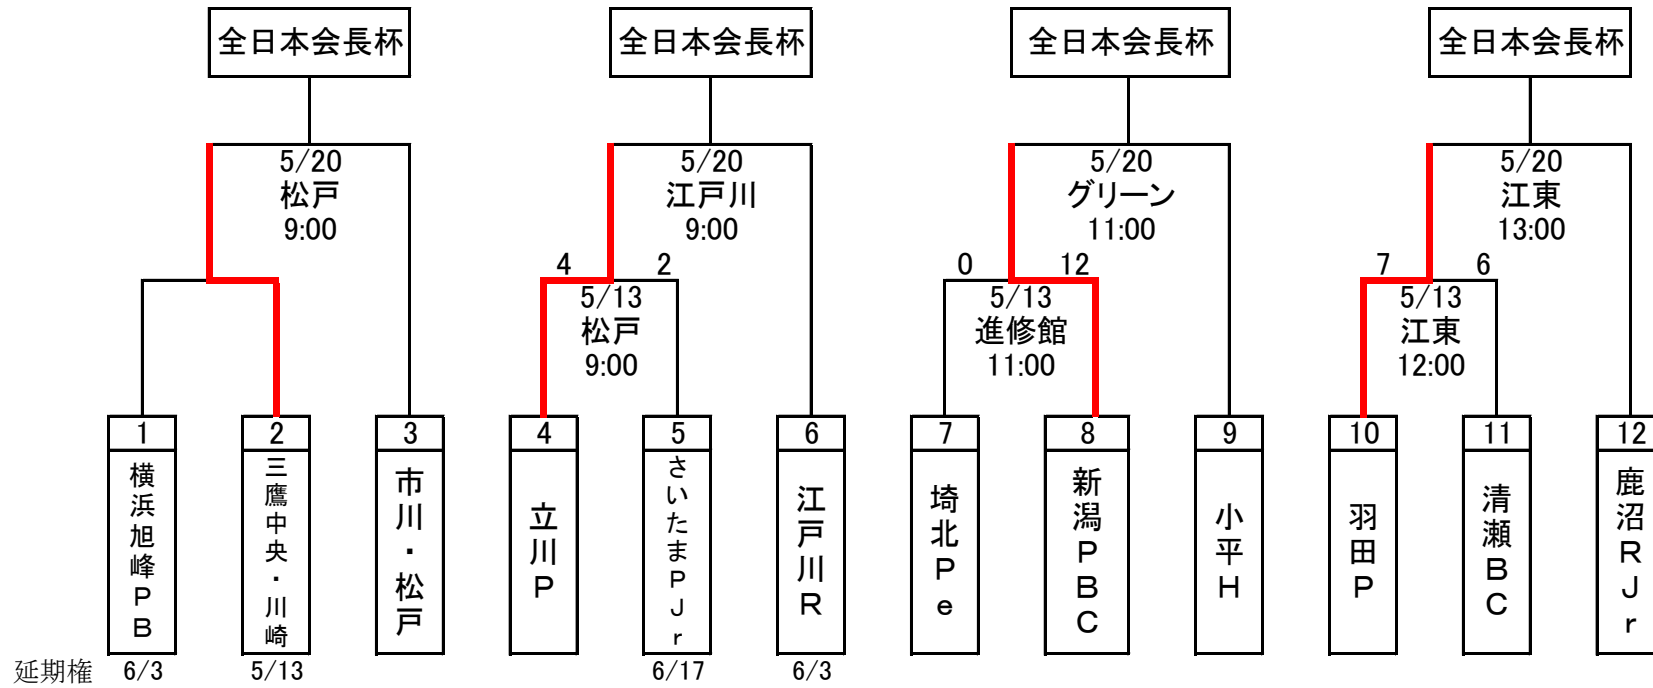 全日本会長杯
全日本会長杯
全日本会長杯
全日本会長杯
5/20
松戸
9:00
5/20
江戸川
9:00
5/20
グリーン
11:00
5/20
江東
13:00
4
2
5/13
松戸
9:00
0
12
5/13
進修館
11:00
7
6
5/13
江東
12:00
1
横浜旭峰PB
2
三鷹中央・川崎
3
市川・松戸
4
立川P
5
さいたまPJr
6
江戸川R
7
埼北Pe
8
新潟PBC
9
小平H
10
羽田P
11
清瀬BC
12
鹿沼RJr
延期権 6/3 5/13 6/17 6/3